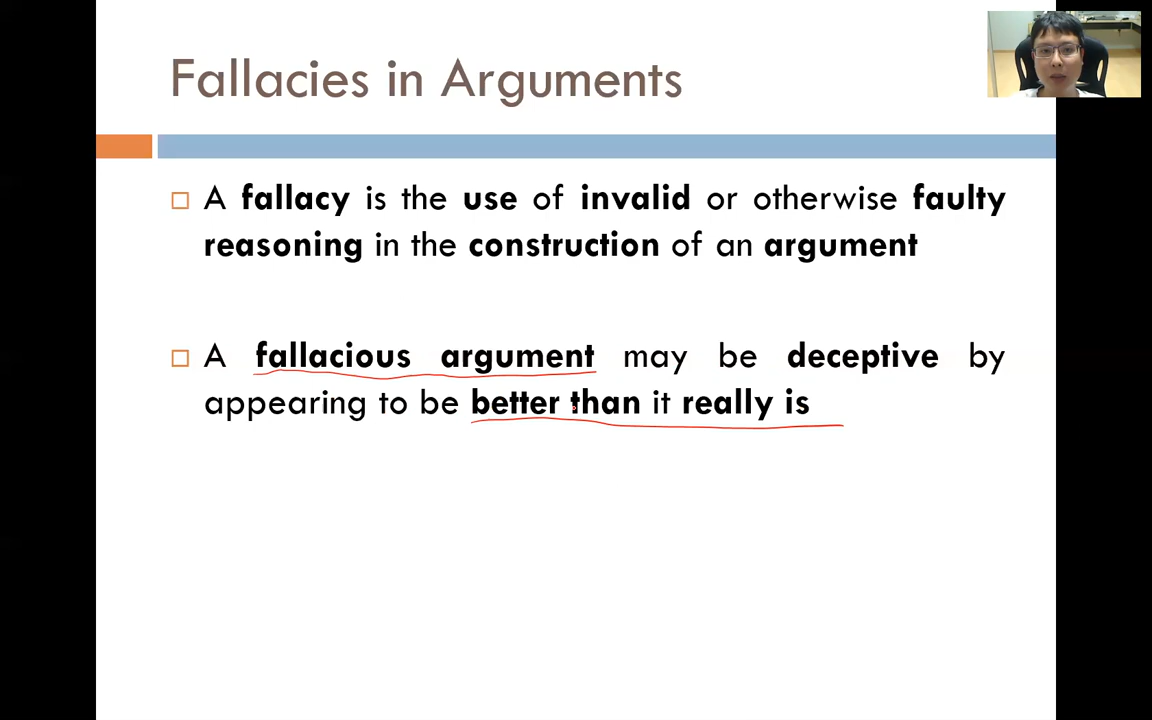 Fallacies in Arguments
A fallacy is the use of invalid or otherwise faulty
reasoning in the construction of an argument
A fallacious argument may be deceptive by
appearing to be better than it really is